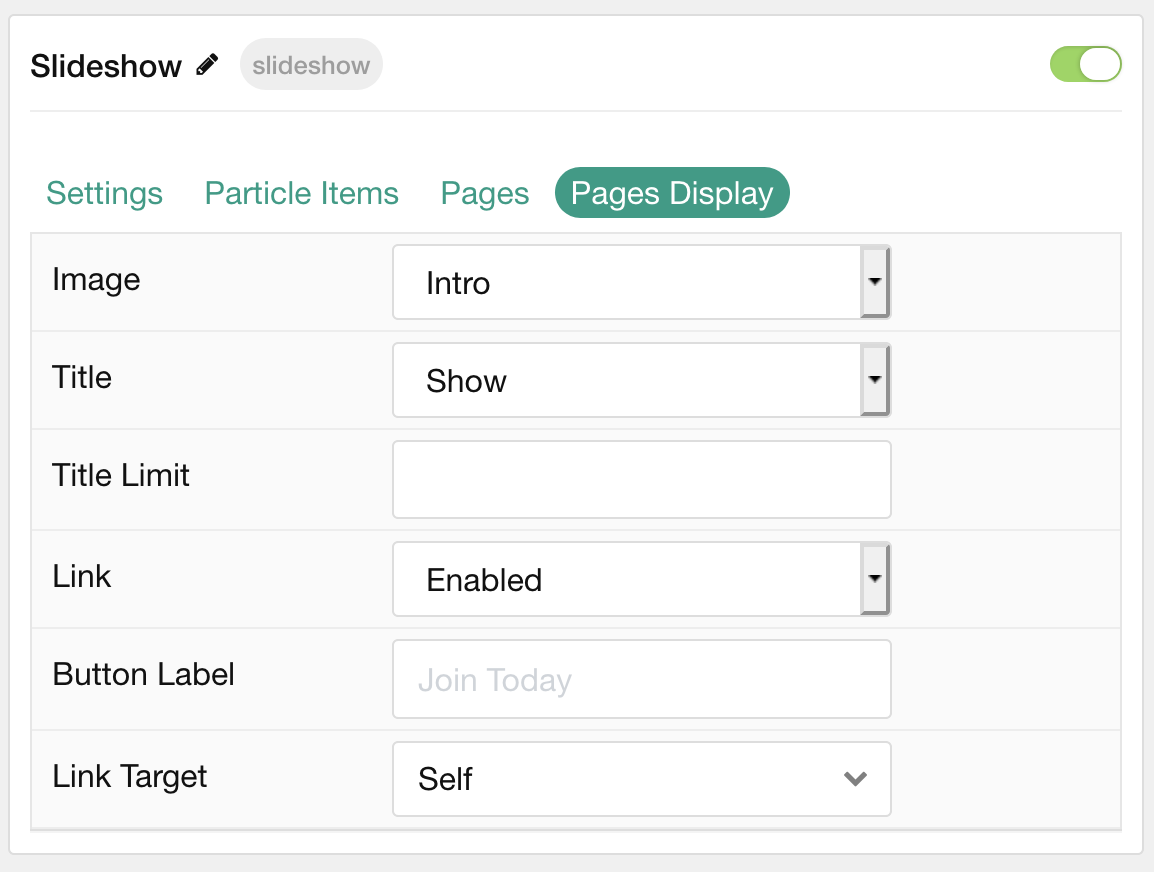 Slideshow slideshow
Settings Particle Items Pages Pages Display
Image Intro
Title Show
Title Limit
Link Enabled
Button Label Join Today
Link Target Self